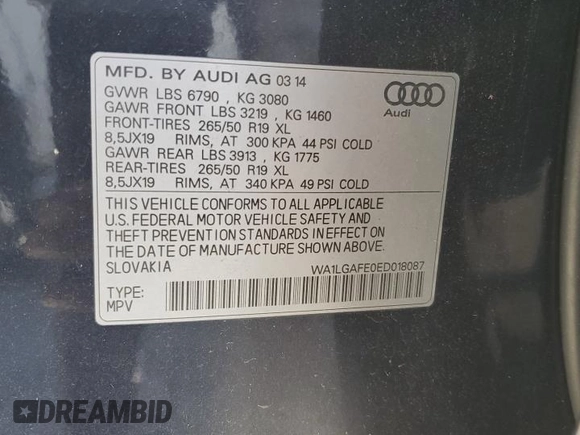 MFD. BY AUDI AG 03 14
GVWR LBS 6790 , KG 3080
GAWR FRONT LBS 3219 , KG 1460
FRONT-TIRES 265/50 R19 XL
8,5JX19 RIMS, AT 300 KPA 44 PSI COLD
GAWR REAR LBS 3913 , KG 1775
REAR-TIRES 265/50 R19 XL
8,5JX19 RIMS, AT 340 KPA 49 PSI COLD
Audi
THIS VEHICLE CONFORMS TO ALL APPLICABLE
U.S. FEDERAL MOTOR VEHICLE SAFETY AND
THEFT PREVENTION STANDARDS IN EFFECT ON
THE DATE OF MANUFACTURE SHOWN ABOVE.
SLOVAKIA
WA1LGAFE0ED018087
TYPE:
MPV
DREAMBID